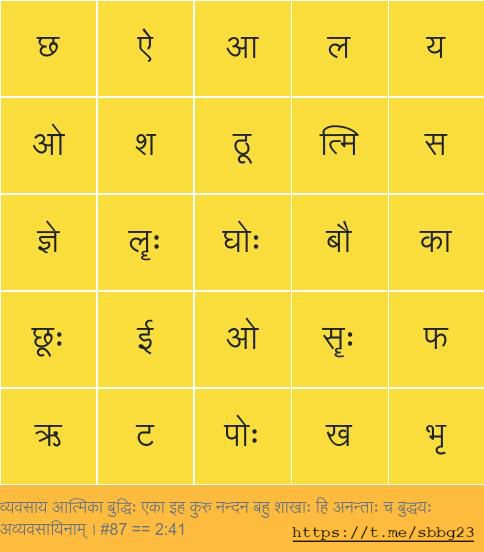 छ ऐ आ ल य
ओ श ठू त्मि स
ज्ञे लॄः घोः बौ का
छूः ई ओ सॄः फ
ऋ ट पोः ख भृ
व्यवसाय आत्मिका बुद्धिः एका इह कुरु नन्दन बहु शाखाः हि अनन्ताः च बुद्धयः
अव्यवसायिनाम् । #87 == 2:41
https://t.me/sbbg23